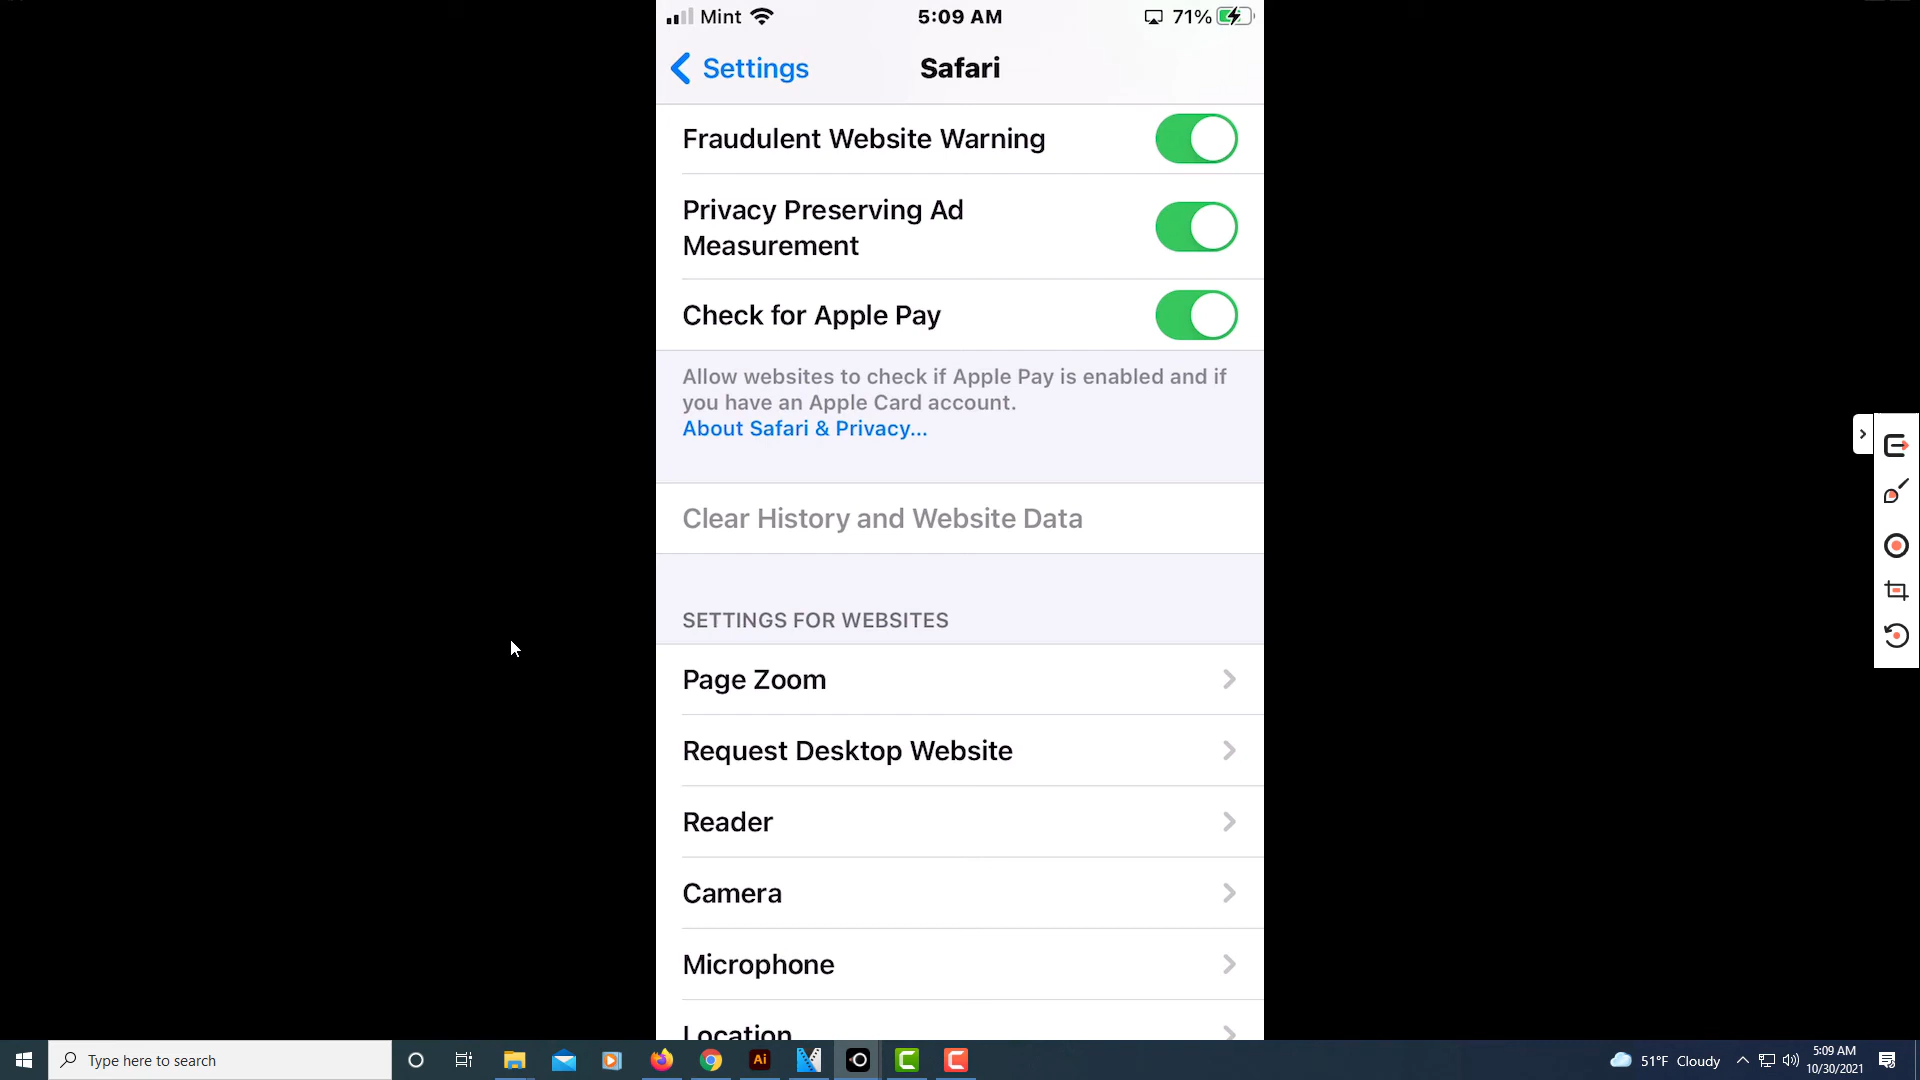 Mint 5:09 AM 71%
Settings Safari
Fraudulent Website Warning
Privacy Preserving Ad
Measurement
Check for Apple Pay
Allow websites to check if Apple Pay is enabled and if
you have an Apple Card account.
About Safari & Privacy...
Clear History and Website Data
SETTINGS FOR WEBSITES
Page Zoom
Request Desktop Website
Reader
Camera
Microphone
Location
Type here to search Ai 51°F Cloudy 5:09 AM
10/30/2021